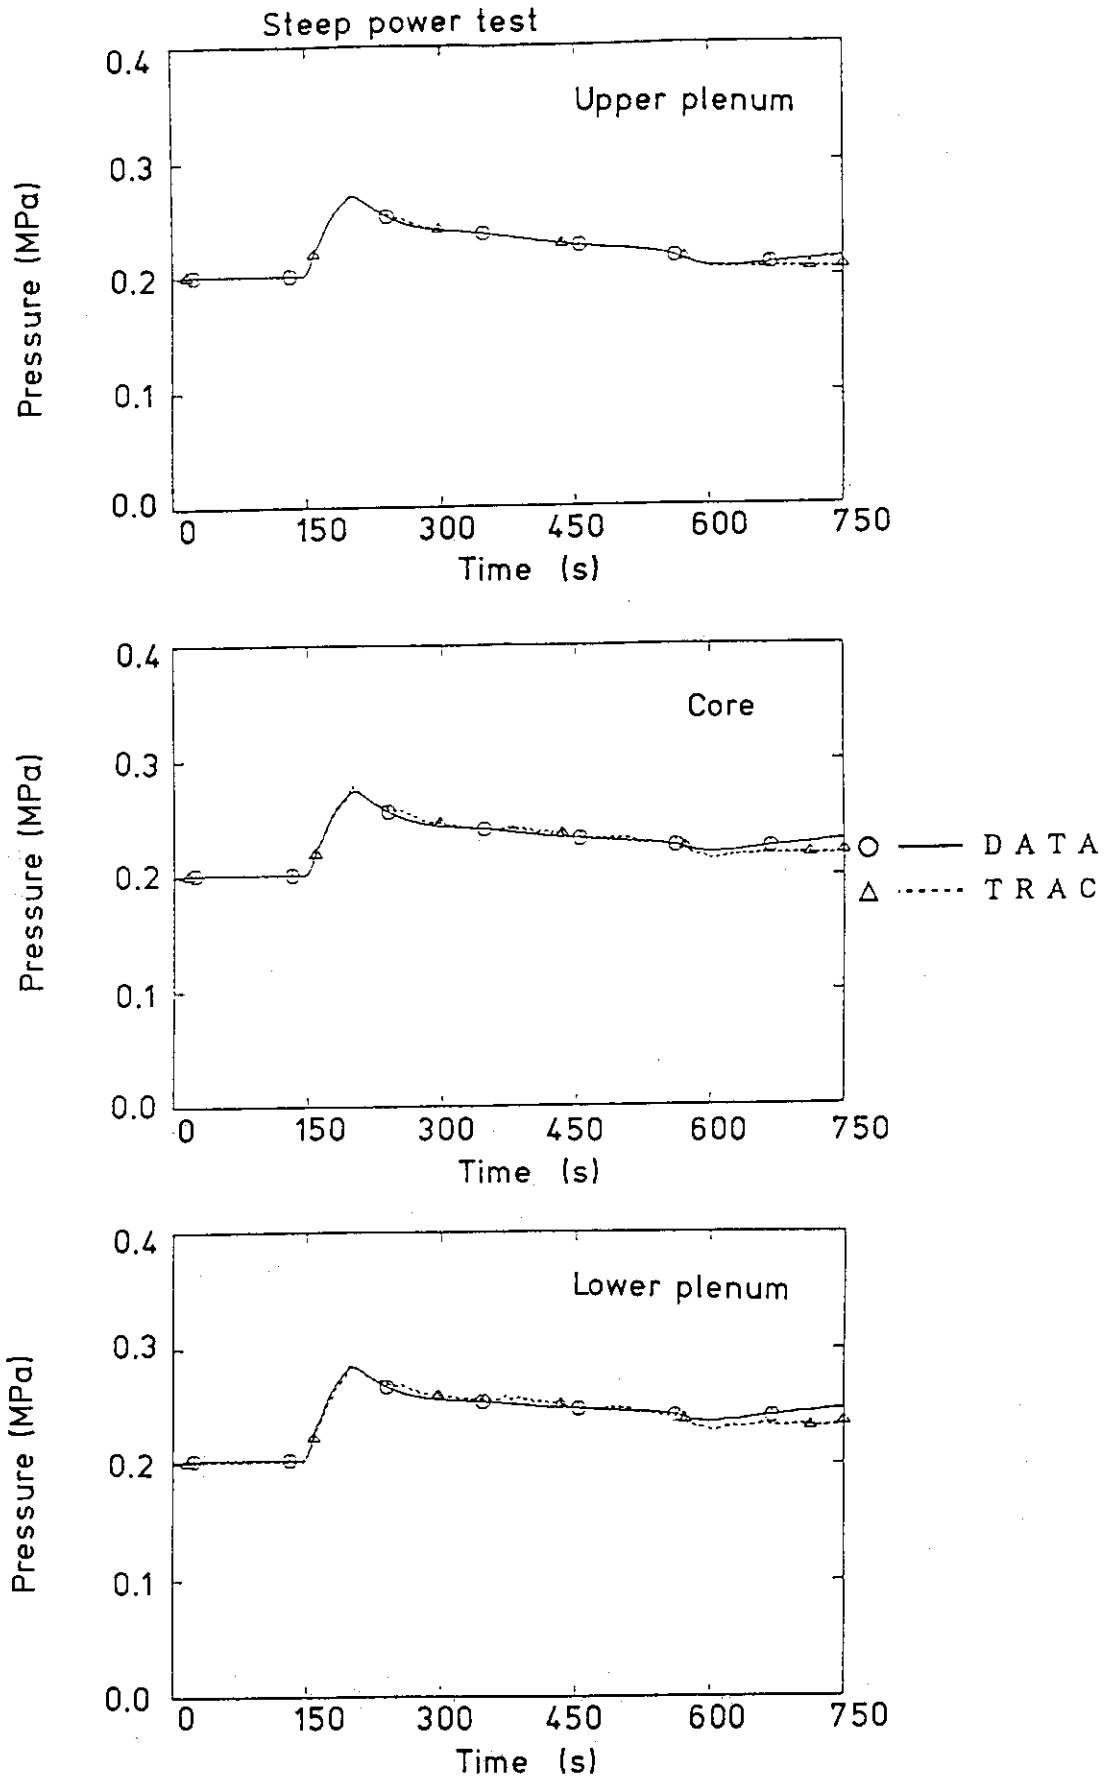 Steep power test
Upper plenum
Pressure (MPa)
0.4
0.3
0.2
0.1
0.0
0 150 300 450 600 750
Time (s)
Core
Pressure (MPa)
0.4
0.3
0.2
0.1
0.0
0 150 300 450 600 750
Time (s)
DATA
TRAC
Lower plenum
Pressure (MPa)
0.4
0.3
0.2
0.1
0.0
0 150 300 450 600 750
Time (s)